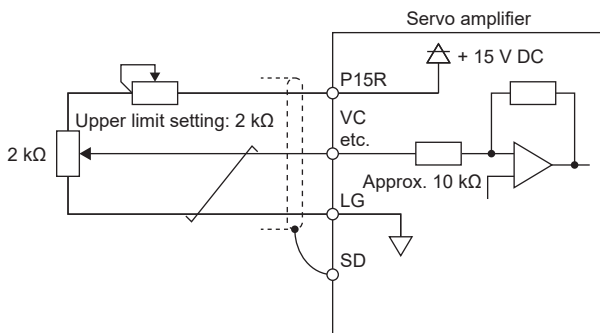 Servo amplifier
+ 15 V DC
P15R
Upper limit setting: 2 kΩ
VC
etc.
2 kΩ
Approx. 10 kΩ
LG
SD